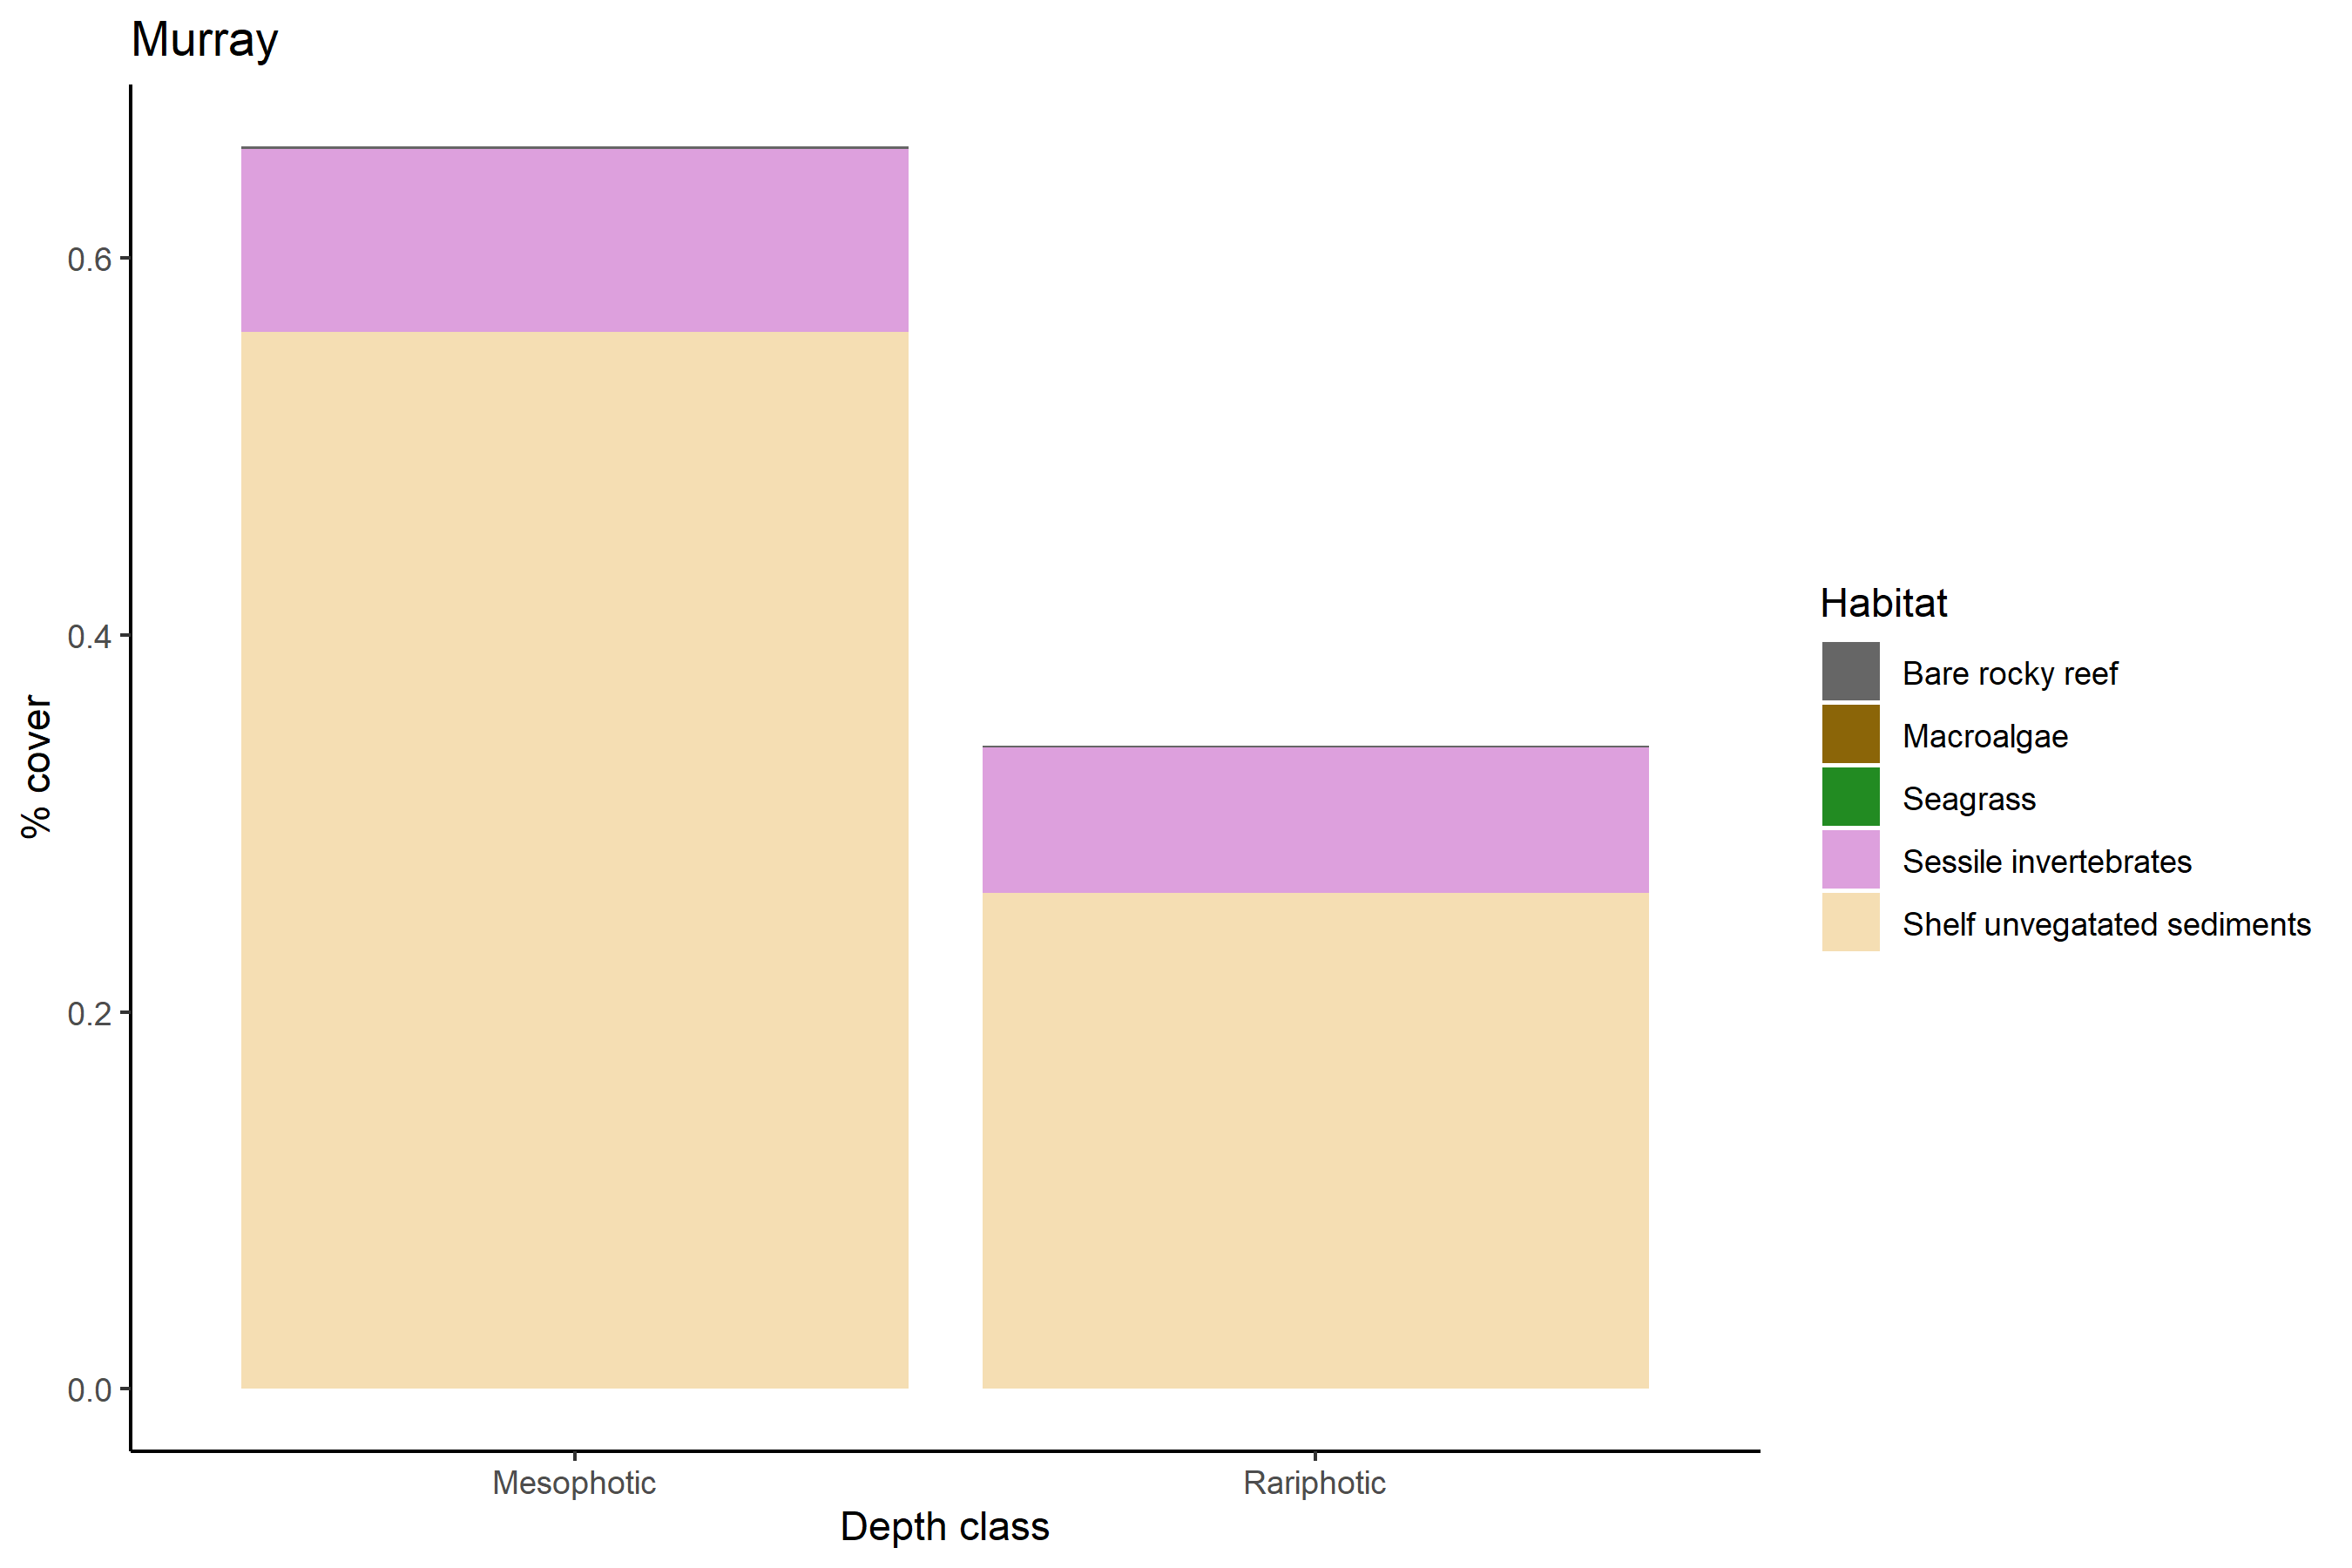 Murray
% cover
0.6
0.4
0.2
0.0
Mesophotic
Rariphotic
Depth class
Habitat
Bare rocky reef
Macroalgae
Seagrass
Sessile invertebrates
Shelf unvegatated sediments